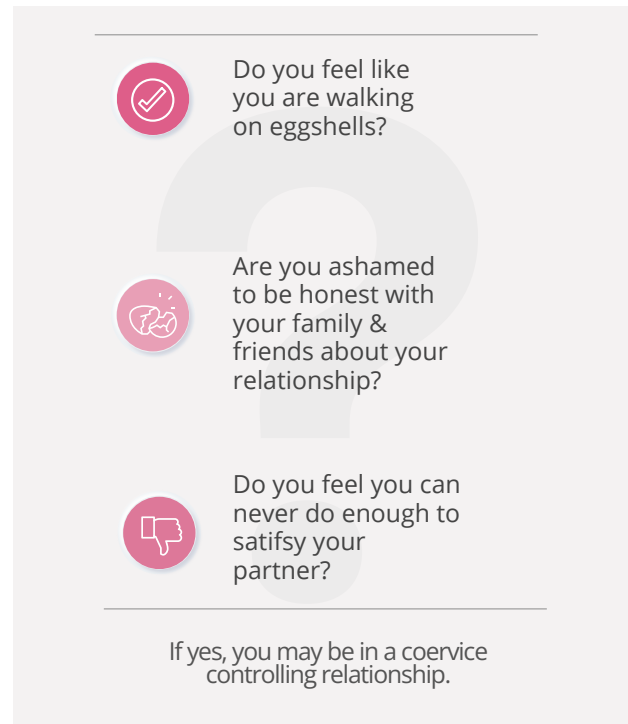 Do you feel like
you are walking
on eggshells?
Are you ashamed
to be honest with
your family &
friends about your
relationship?
Do you feel you can
never do enough to
satifsy your
partner?
If yes, you may be in a coervice
controlling relationship.